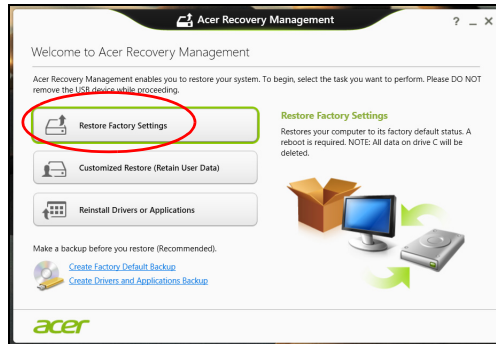 Acer Recovery Management
? _ ×
Welcome to Acer Recovery Management
Acer Recovery Management enables you to restore your system. To begin, select the task you want to perform. Please DO NOT
remove the USB device while proceeding.
Restore Factory Settings
Customized Restore (Retain User Data)
Reinstall Drivers or Applications
Restore Factory Settings
Restores your computer to its factory default status. A
reboot is required. NOTE: All data on drive C will be
deleted.
Make a backup before you restore (Recommended).
Create Factory Default Backup
Create Drivers and Applications Backup
acer